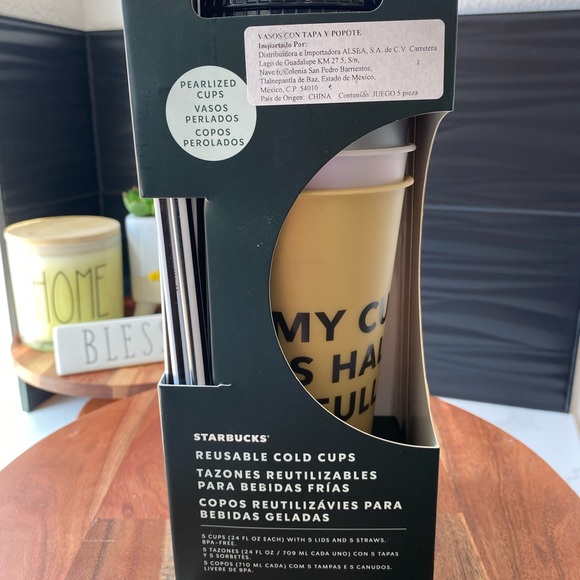 VASOS CON TAPA Y POPOTE
Importado Por:
Distribuidora e Importadora ALSEA, S.A. de C.V. Carretera
Lago de Guadalupe KM 27.5, S/n,
Nave 6, Colonia San Pedro Barrientos,
Tlalnepantla de Baz, Estado de México,
México, C.P. 54010
País de Origen: CHINA Contenido: JUEGO 5 pieza
PEARLIZED
CUPS
VASOS
PERLADOS
COPOS
PEROLADOS
HOME
BLESS
MY CU
S HAL
FULL
STARBUCKS®
REUSABLE COLD CUPS
TAZONES REUTILIZABLES
PARA BEBIDAS FRÍAS
COPOS REUTILIZÁVIES PARA
BEBIDAS GELADAS
5 CUPS (24 FL OZ EACH) WITH 5 LIDS AND 5 STRAWS.
BPA-FREE.
5 TAZONES (24 FL OZ / 709 ML CADA UNO) CON 5 TAPAS
Y 5 SORBETES.
5 COPOS (710 ML CADA) COM 5 TAMPAS E 5 CANUDOS.
LIVERE DE BPA.